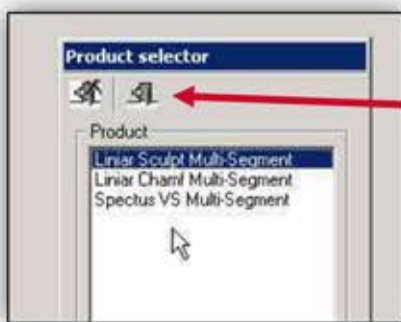 Product selector
Product
Liniar Sculpt Multi-Segment
Liniar Chamf Multi-Segment
Spectus VS Multi-Segment